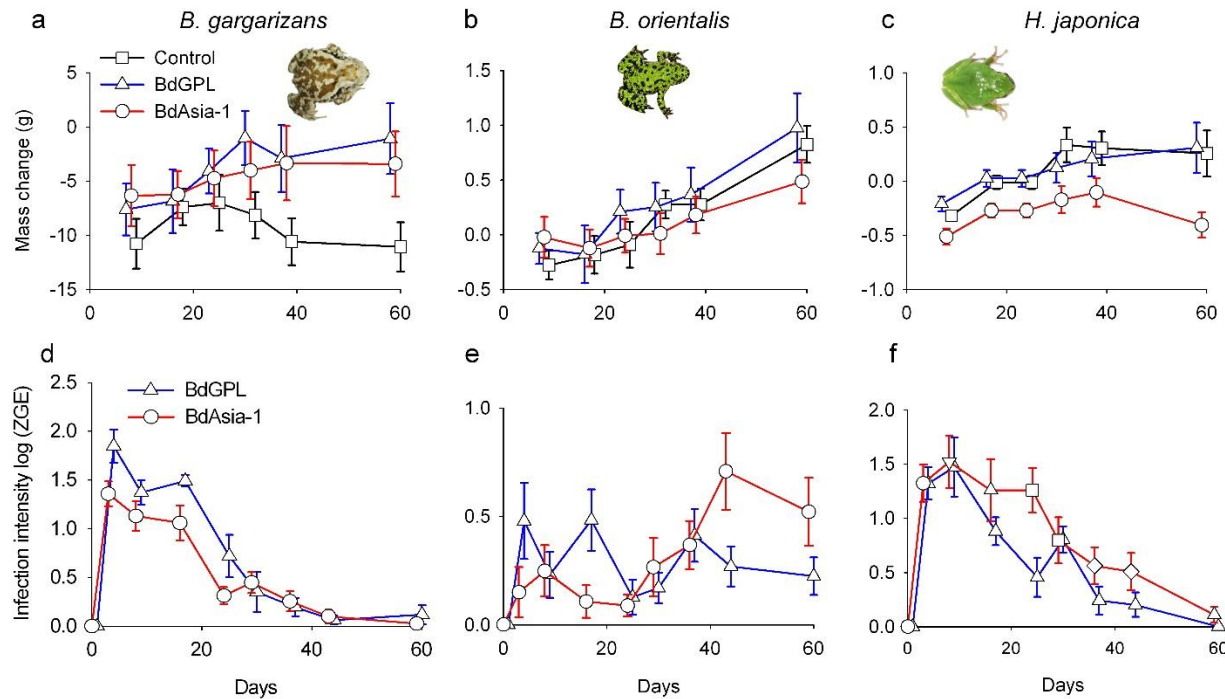 a B. gargarizans
b B. orientalis
c H. japonica
Control
BdGPL
BdAsia-1
Mass change (g)
5
0
-5
-10
-15
0 20 40 60
1.5
1.0
0.5
0.0
-0.5
0 20 40 60
1.0
0.5
0.0
-0.5
-1.0
0 20 40 60
d
e
f
BdGPL
BdAsia-1
Infection intensity log (ZGE)
2.5
2.0
1.5
1.0
0.5
0.0
0 20 40 60
Days
1.0
0.5
0.0
0 20 40 60
Days
2.0
1.5
1.0
0.5
0.0
0 20 40 60
Days